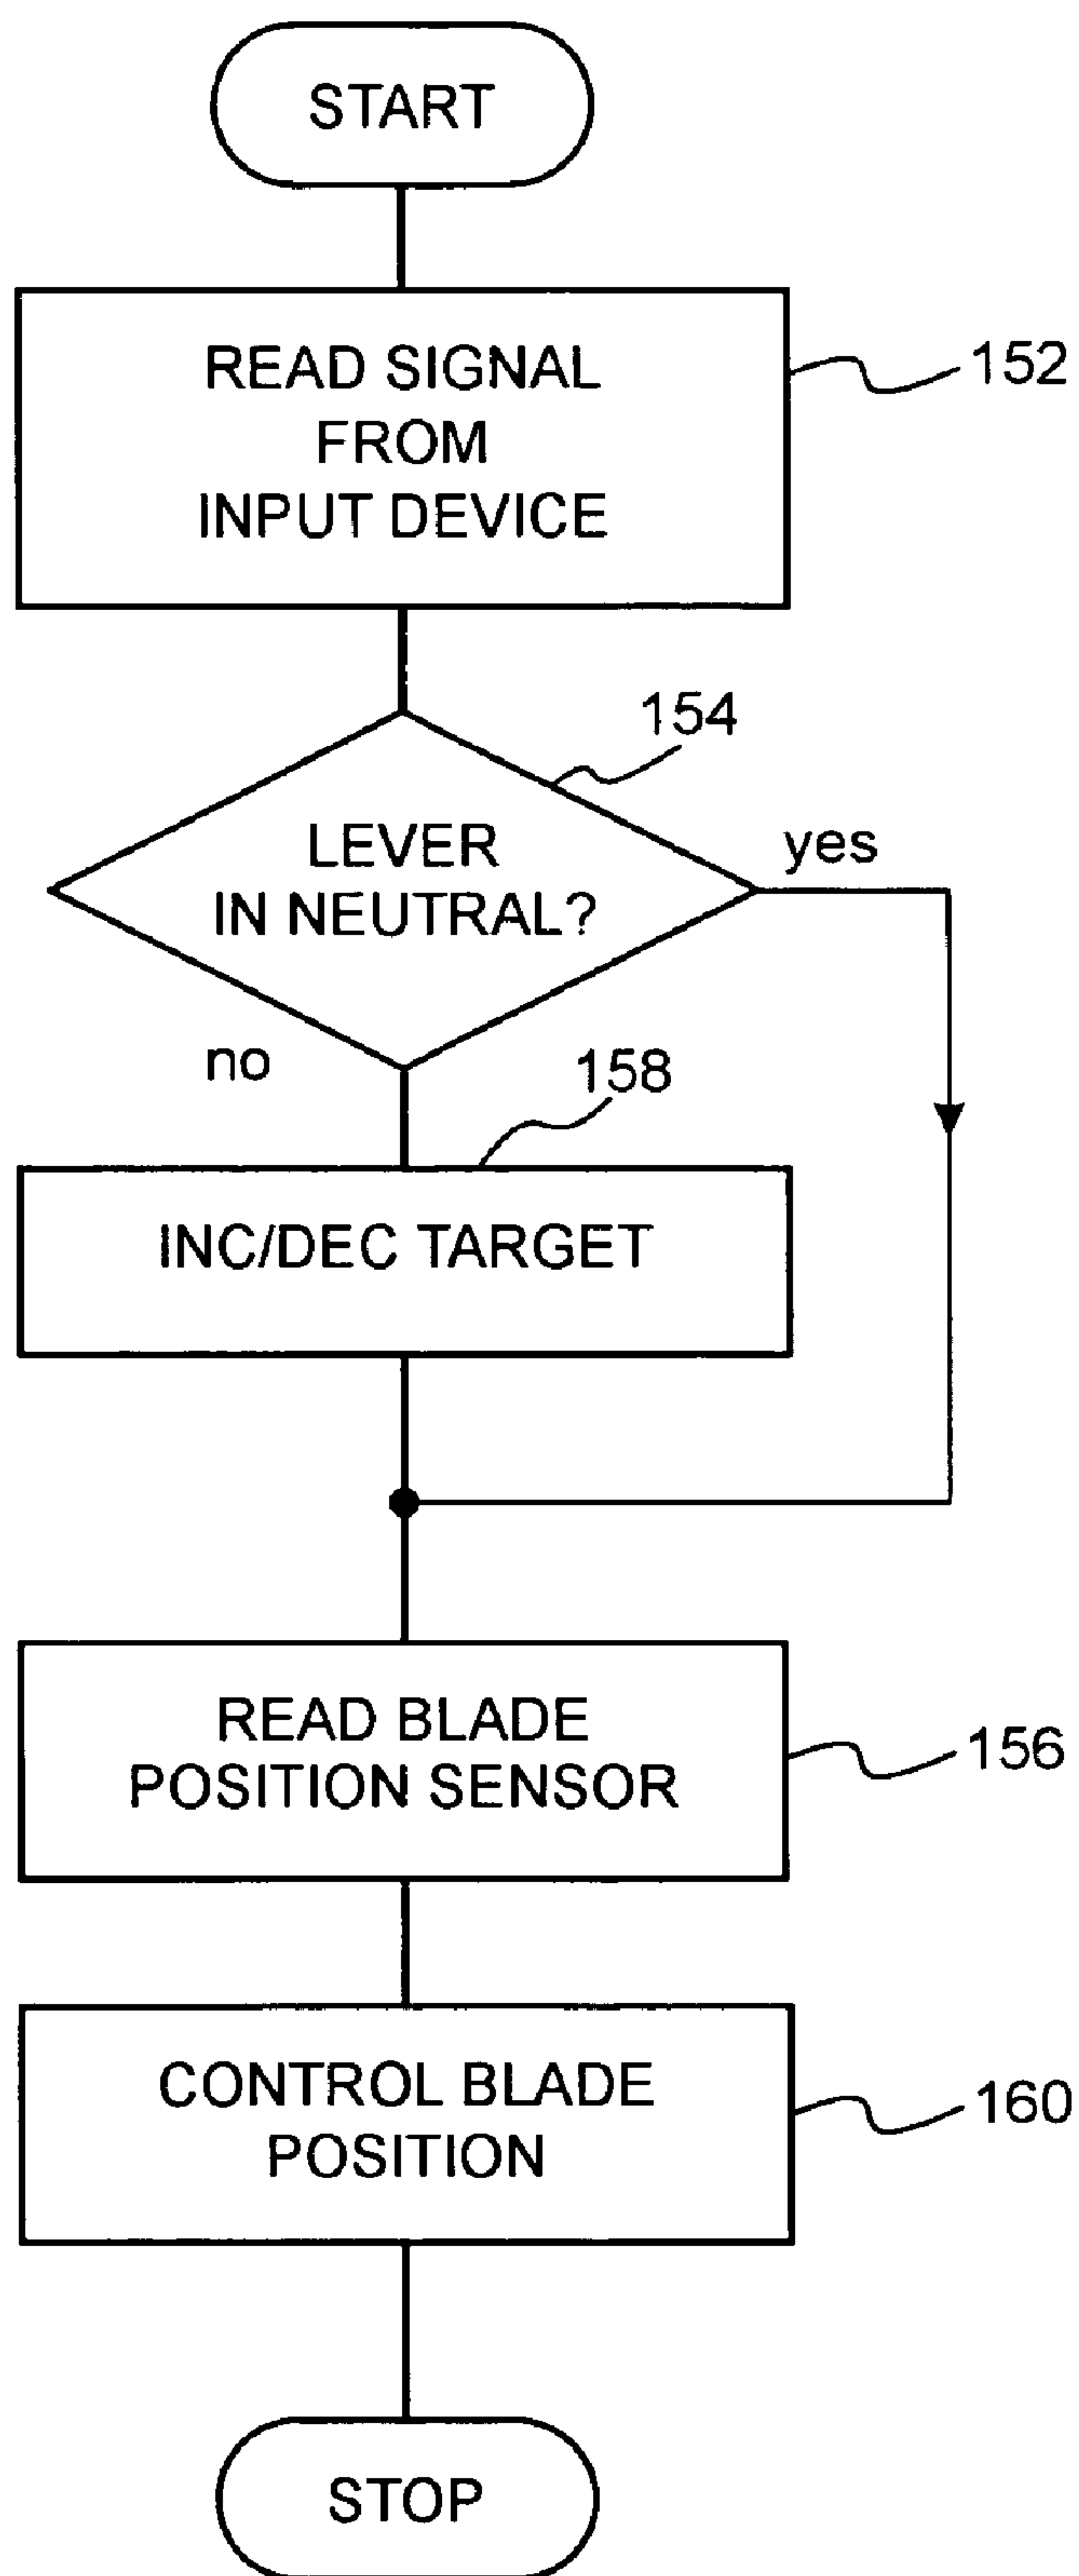 START
READ SIGNAL
FROM
INPUT DEVICE
152
154
LEVER
IN NEUTRAL?
yes
no
158
INC/DEC TARGET
READ BLADE
POSITION SENSOR
156
CONTROL BLADE
POSITION
160
STOP